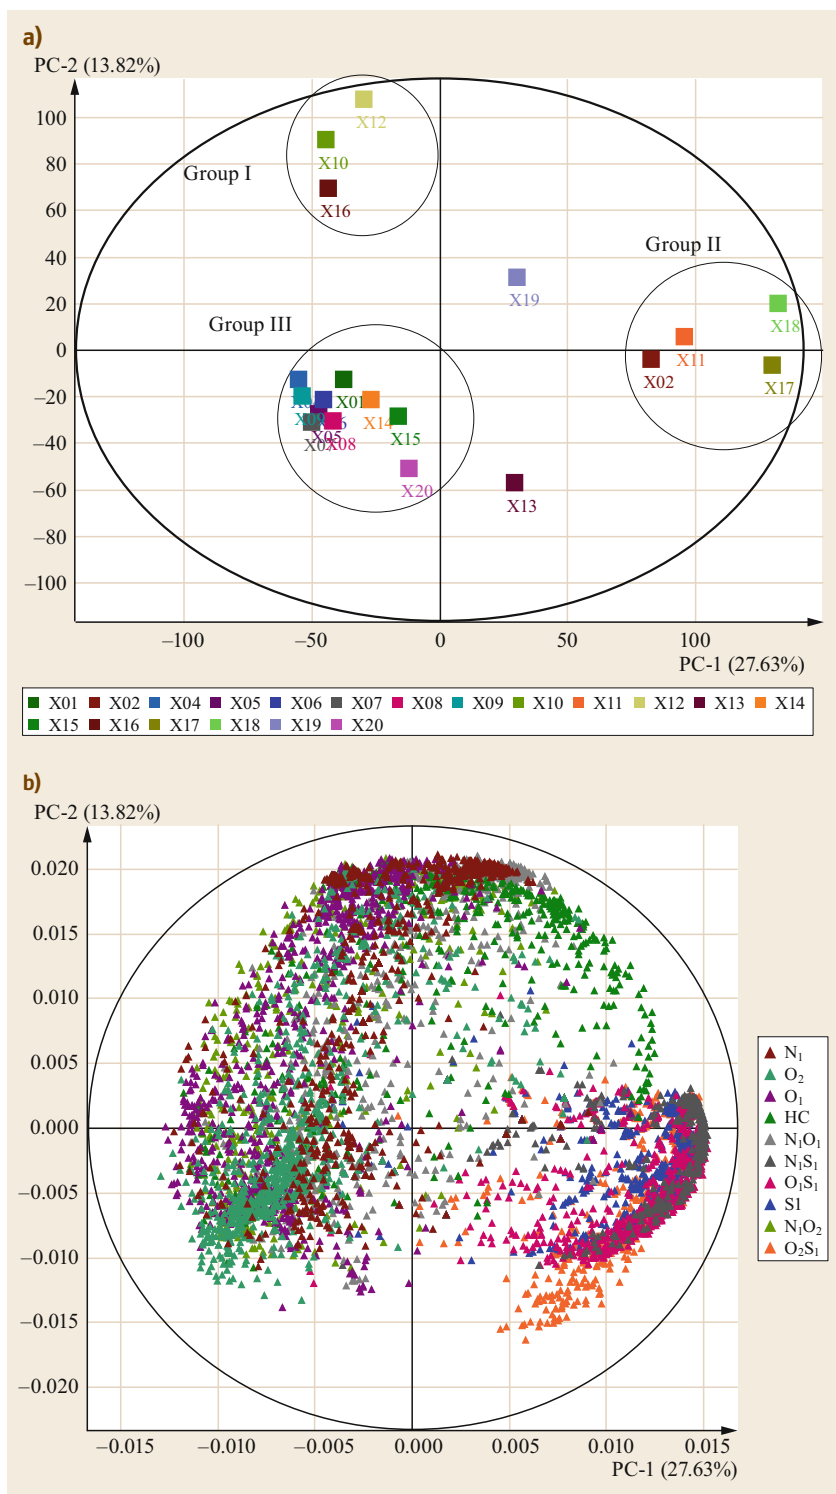 a)
PC-2 (13.82%)
100
80
60
40
20
0
–20
–40
–60
–80
–100
X12
X10
Group I
X16
Group II
X19
X18
Group III
X11
X02
X17
X01
X09
X14
X05
X15
X08
X20
X13
–100 –50 0 50 100
PC-1 (27.63%)
X01 X02 X04 X05 X06 X07 X08 X09 X10 X11 X12 X13 X14
X15 X16 X17 X18 X19 X20
b)
PC-2 (13.82%)
0.020
0.015
0.010
0.005
0.000
–0.005
–0.010
–0.015
–0.020
N₁
O₂
O₁
HC
N₁O₁
N₁S₁
O₁S₁
S1
N₁O₂
O₂S₁
–0.015 –0.010 –0.005 0.000 0.005 0.010 0.015
PC-1 (27.63%)